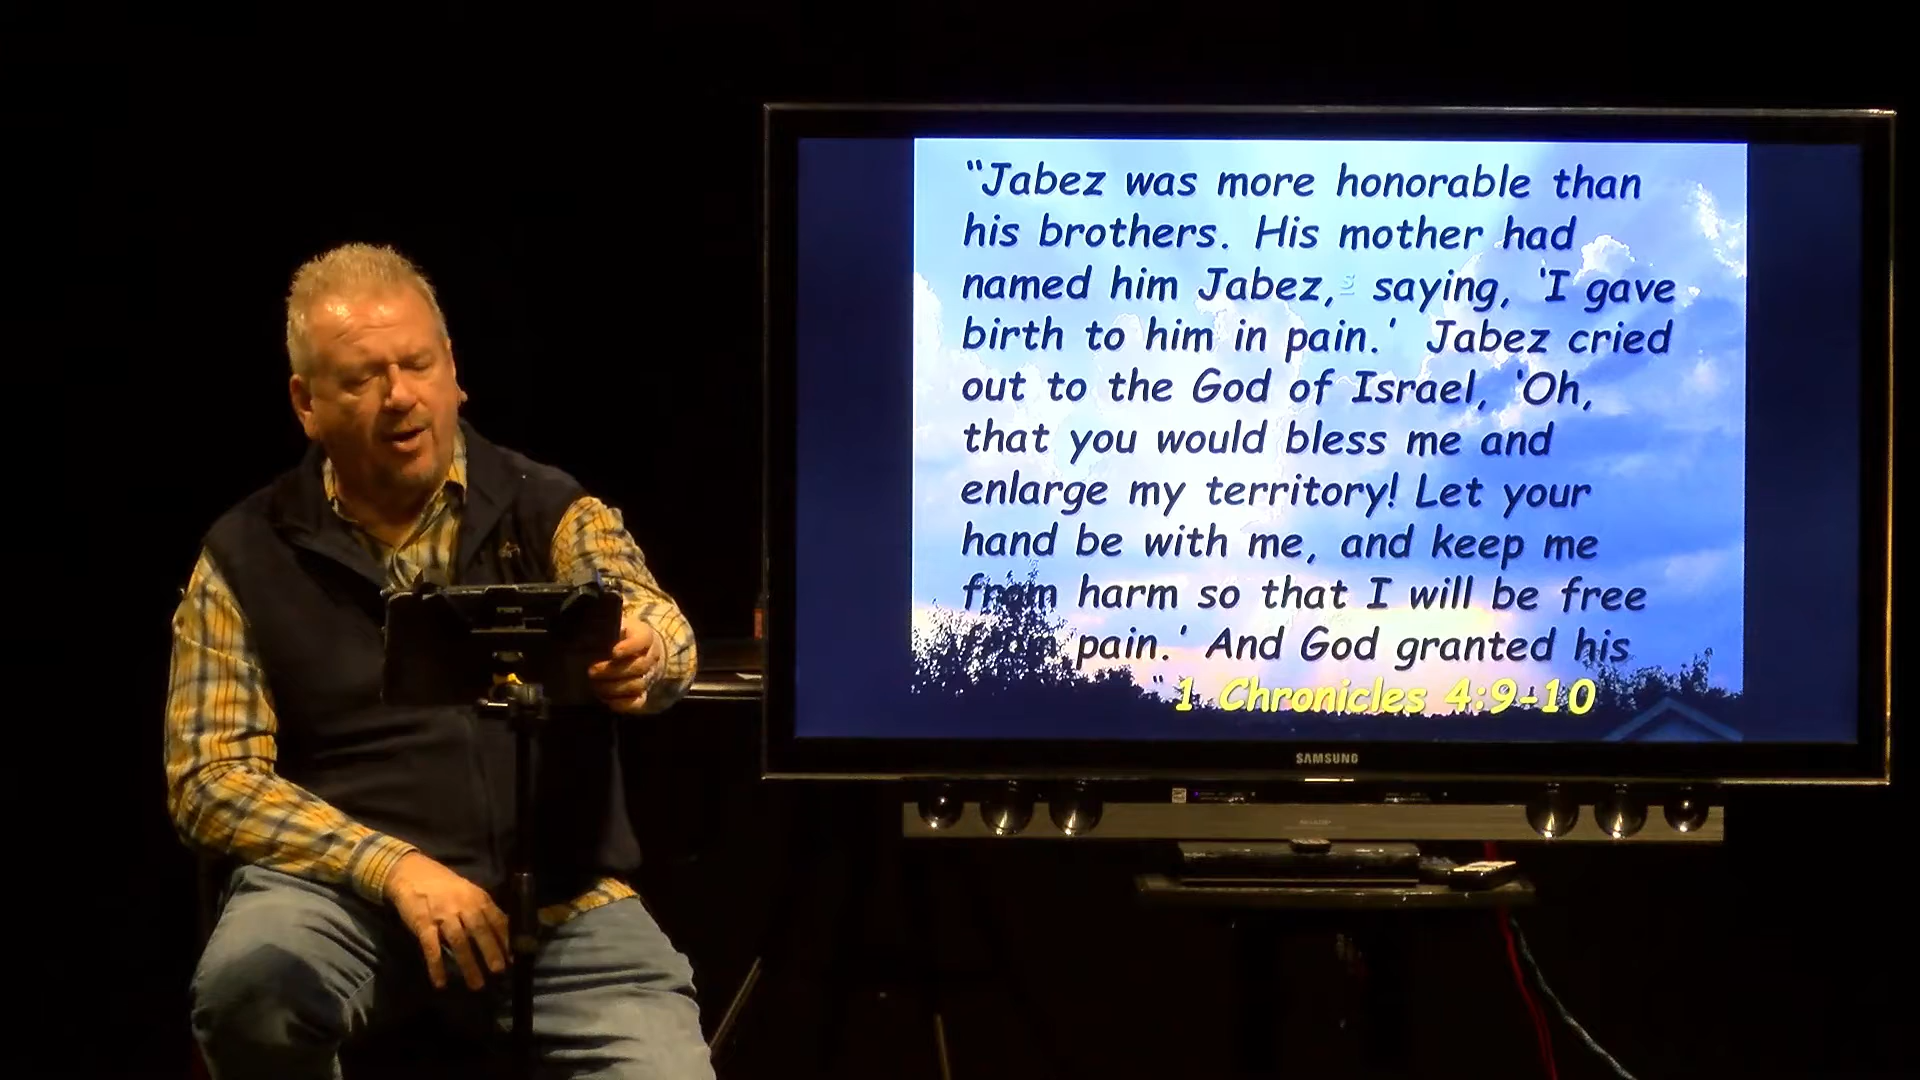 “Jabez was more honorable than
his brothers. His mother had
named him Jabez, saying, ‘I gave
birth to him in pain.’ Jabez cried
out to the God of Israel, ‘Oh,
that you would bless me and
enlarge my territory! Let your
hand be with me, and keep me
from harm so that I will be free
from pain.’ And God granted his
" 1 Chronicles 4:9-10
SAMSUNG